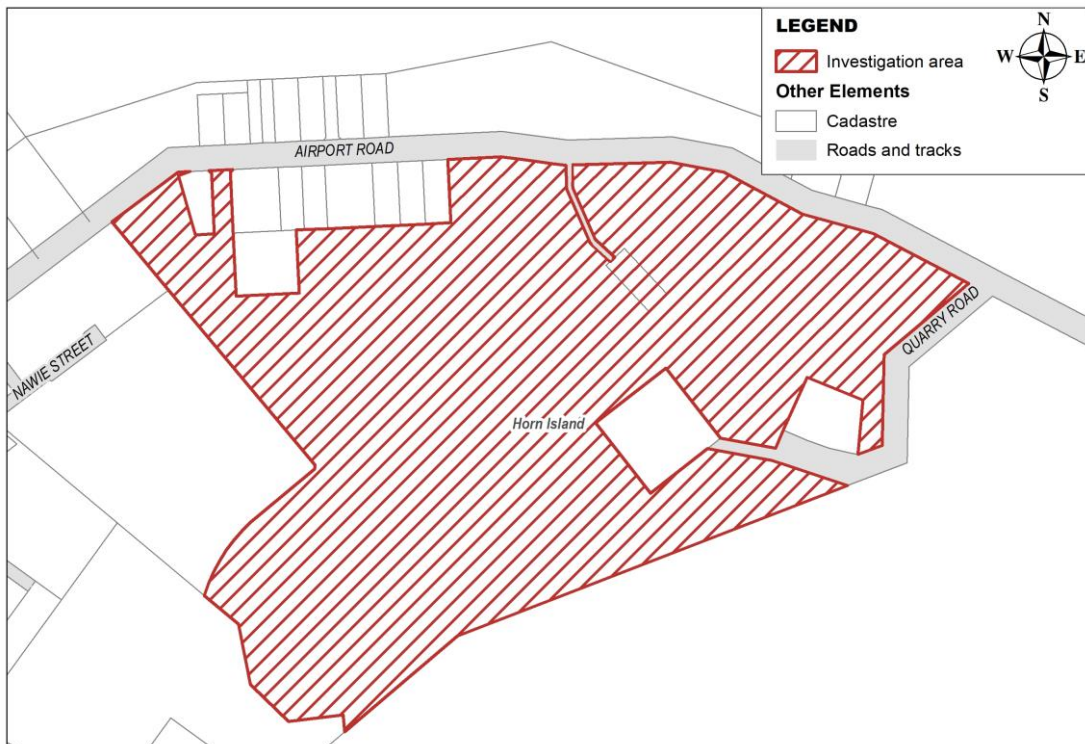 LEGEND
Investigation area
Other Elements
Cadastre
Roads and tracks
N
W
E
S
AIRPORT ROAD
QUARRY ROAD
NAWIE STREET
Horn Island